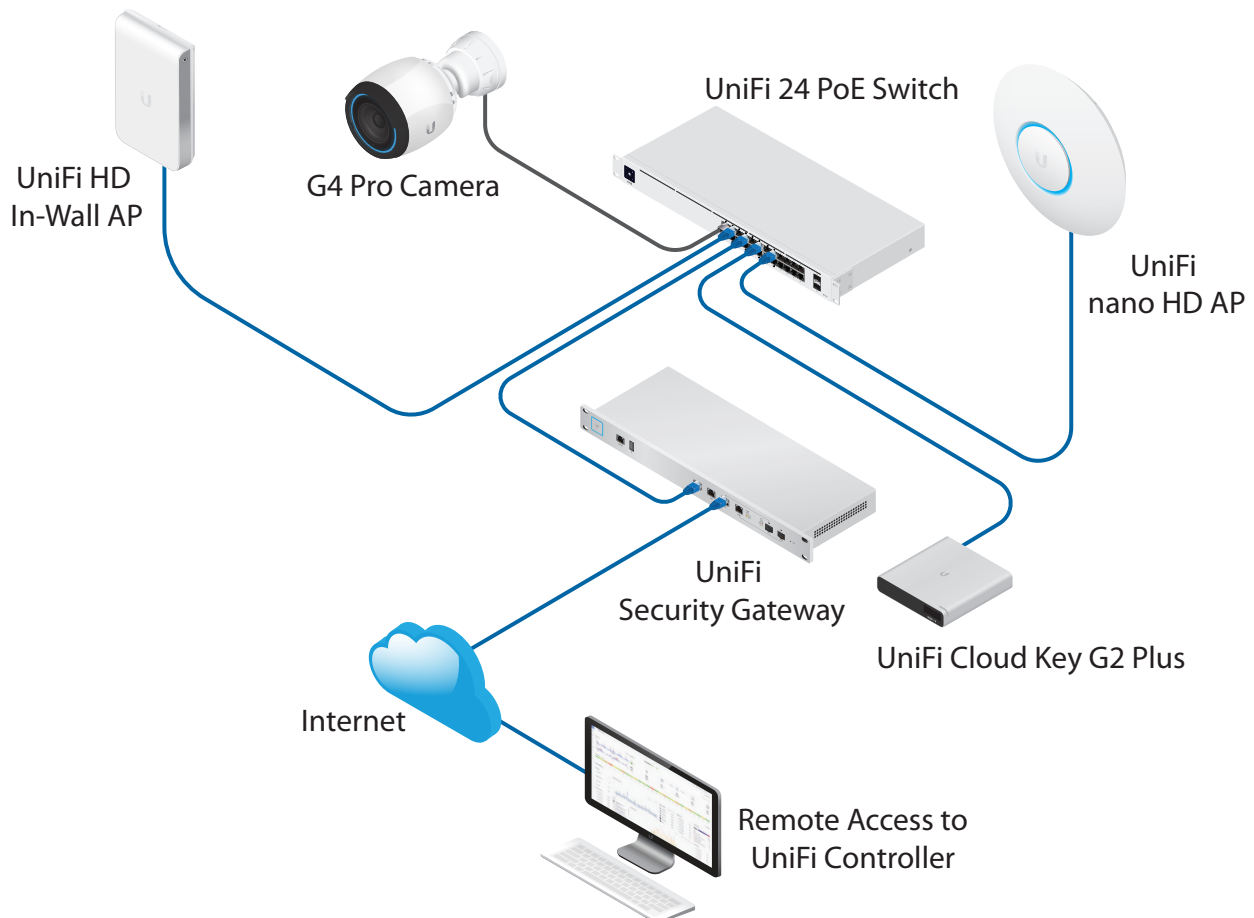 UniFi 24 PoE Switch
UniFi HD
In-Wall AP
G4 Pro Camera
UniFi
nano HD AP
UniFi
Security Gateway
UniFi Cloud Key G2 Plus
Internet
Remote Access to
UniFi Controller